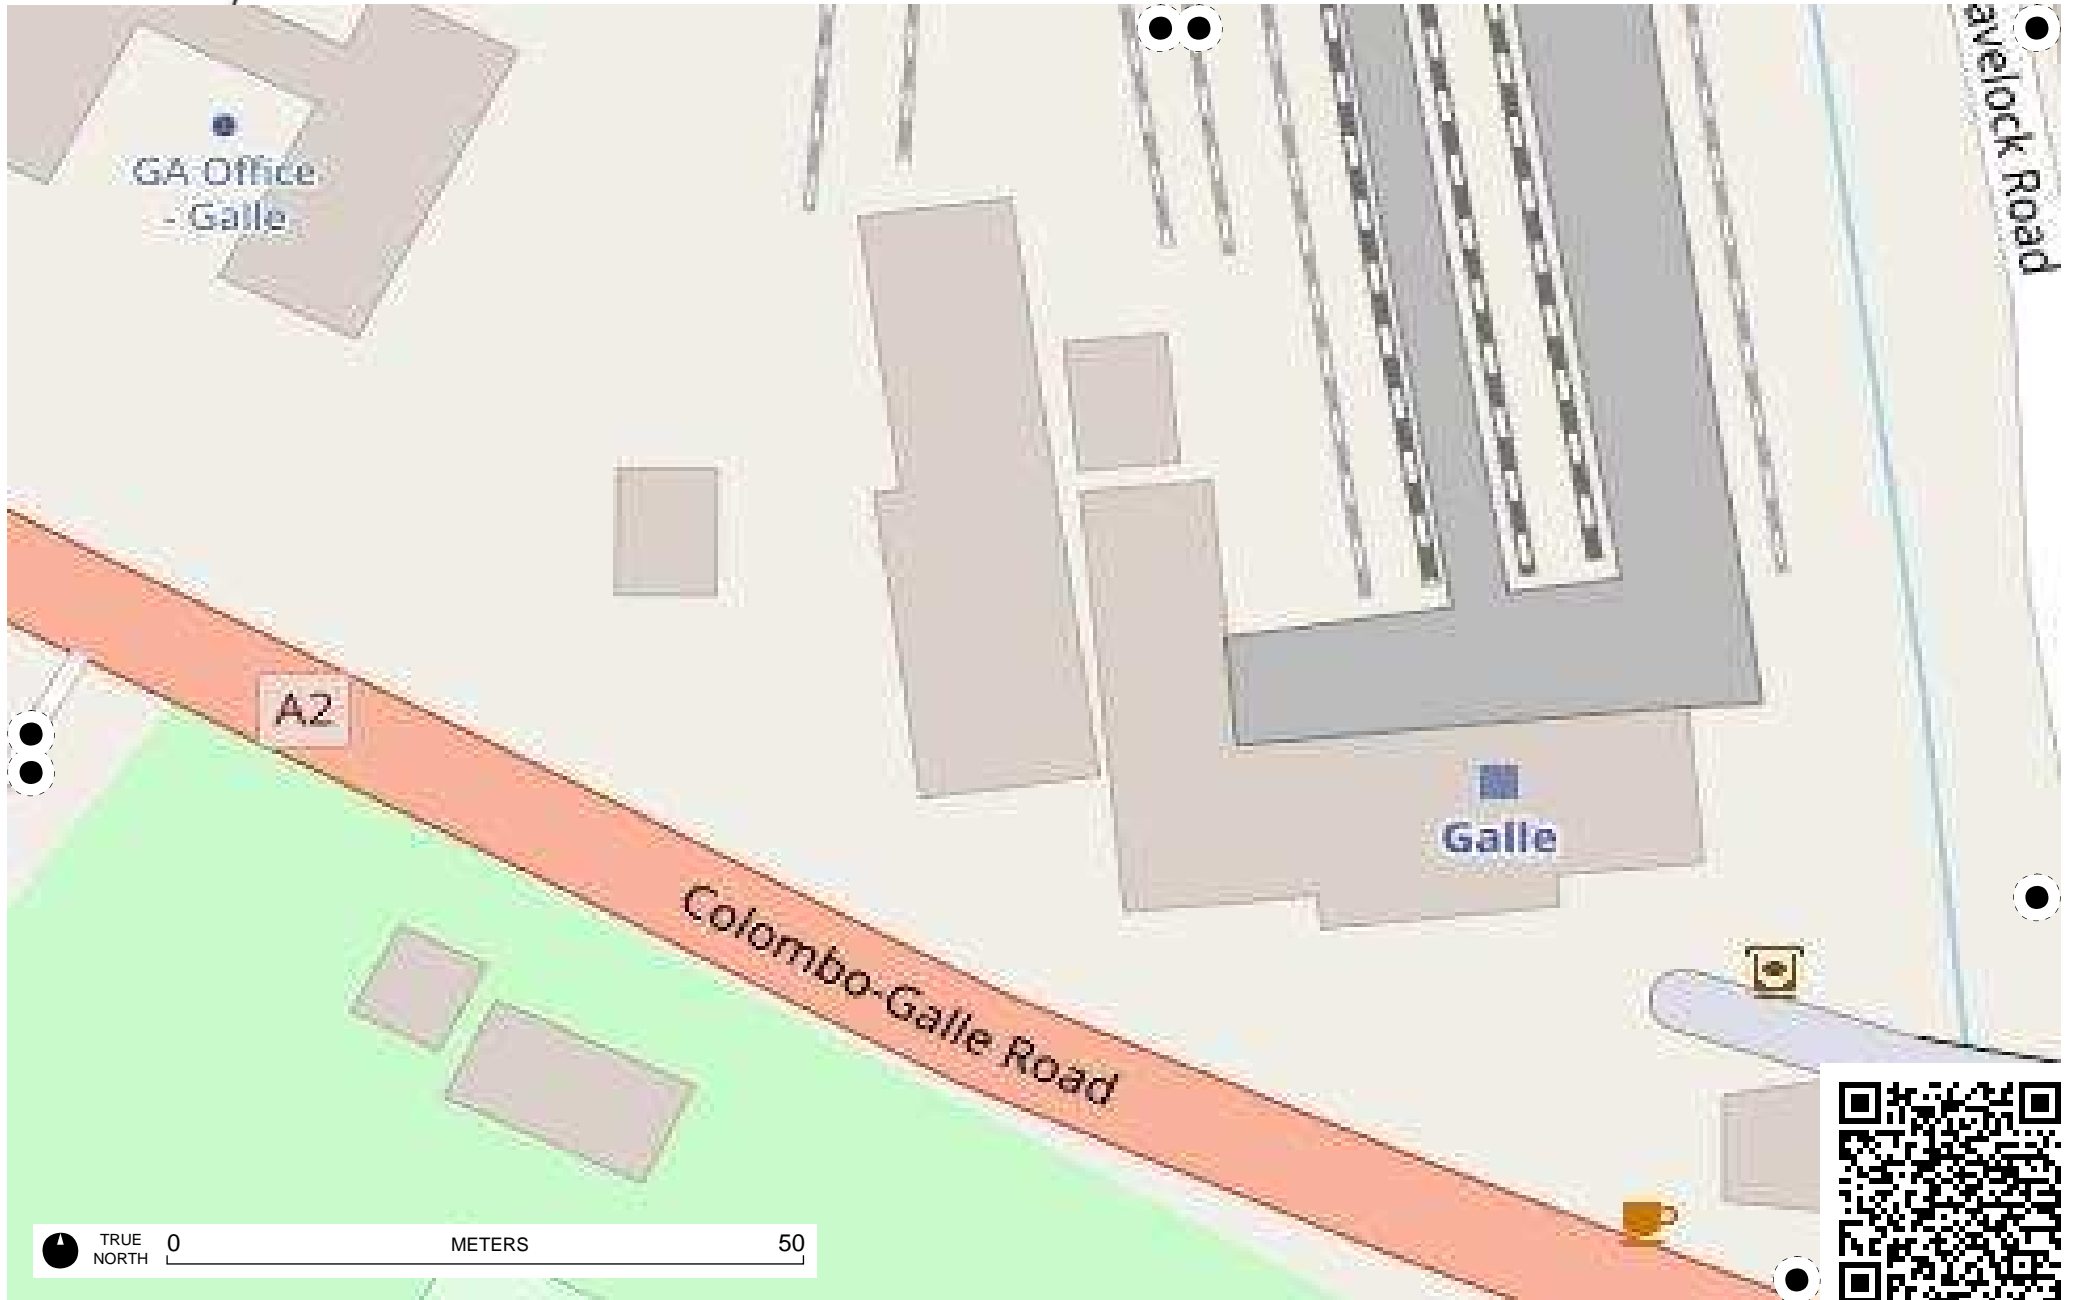 avelock Road
GA Office
- Galle
A2
Galle
Colombo-Galle Road
TRUE
NORTH
0
METERS
50